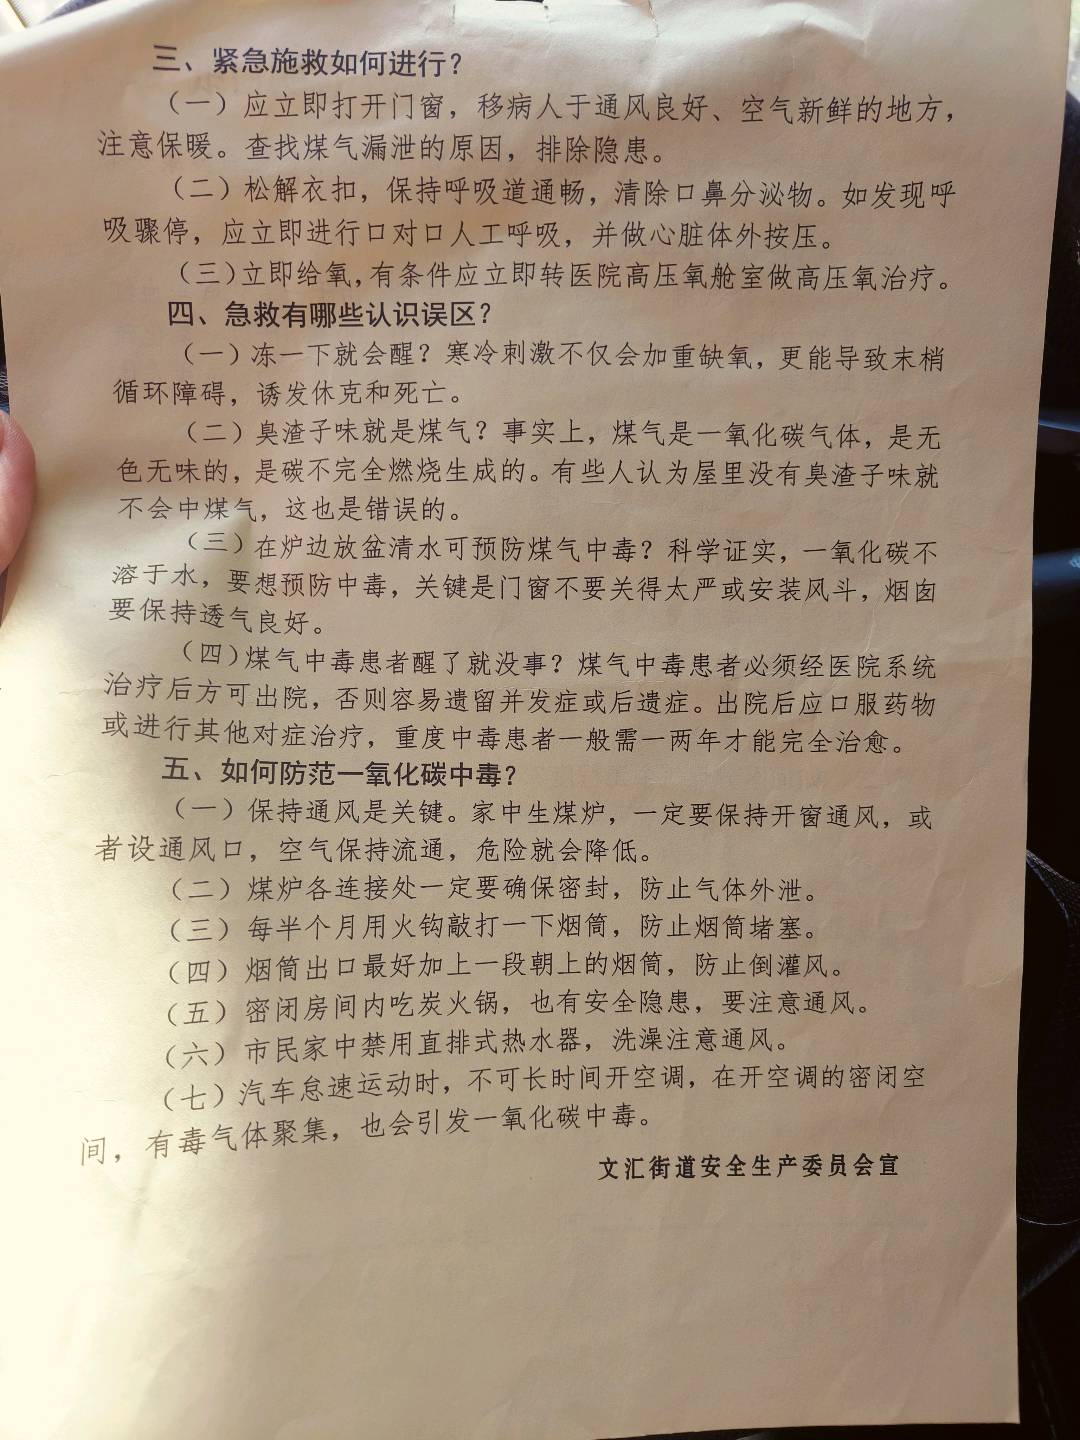 三、紧急施救如何进行？
（一）应立即打开门窗，移病人于通风良好、空气新鲜的地方，
注意保暖。查找煤气漏泄的原因，排除隐患。
（二）松解衣扣，保持呼吸道通畅，清除口鼻分泌物。如发现呼
吸骤停，应立即进行口对口人工呼吸，并做心脏体外按压。
（三）立即给氧，有条件应立即转医院高压氧舱室做高压氧治疗。
四、急救有哪些认识误区？
（一）冻一下就会醒？寒冷刺激不仅会加重缺氧，更能导致末梢
循环障碍，诱发休克和死亡。
（二）臭渣子味就是煤气？事实上，煤气是一氧化碳气体，是无
色无味的，是碳不完全燃烧生成的。有些人认为屋里没有臭渣子味就
不会中煤气，这也是错误的。
（三）在炉边放盆清水可预防煤气中毒？科学证实，一氧化碳不
溶于水，要想预防中毒，关键是门窗不要关得太严或安装风斗，烟囱
要保持透气良好。
（四）煤气中毒患者醒了就没事？煤气中毒患者必须经医院系统
治疗后方可出院，否则容易遗留并发症或后遗症。出院后应口服药物
或进行其他对症治疗，重度中毒患者一般需一两年才能完全治愈。
五、如何防范一氧化碳中毒？
（一）保持通风是关键。家中生煤炉，一定要保持开窗通风，或
者设通风口，空气保持流通，危险就会降低。
（二）煤炉各连接处一定要确保密封，防止气体外泄。
（三）每半个月用火钩敲打一下烟筒，防止烟筒堵塞。
（四）烟筒出口最好加上一段朝上的烟筒，防止倒灌风。
（五）密闭房间内吃炭火锅，也有安全隐患，要注意通风。
（六）市民家中禁用直排式热水器，洗澡注意通风。
（七）汽车怠速运动时，不可长时间开空调，在开空调的密闭空
间，有毒气体聚集，也会引发一氧化碳中毒。
文汇街道安全生产委员会宣